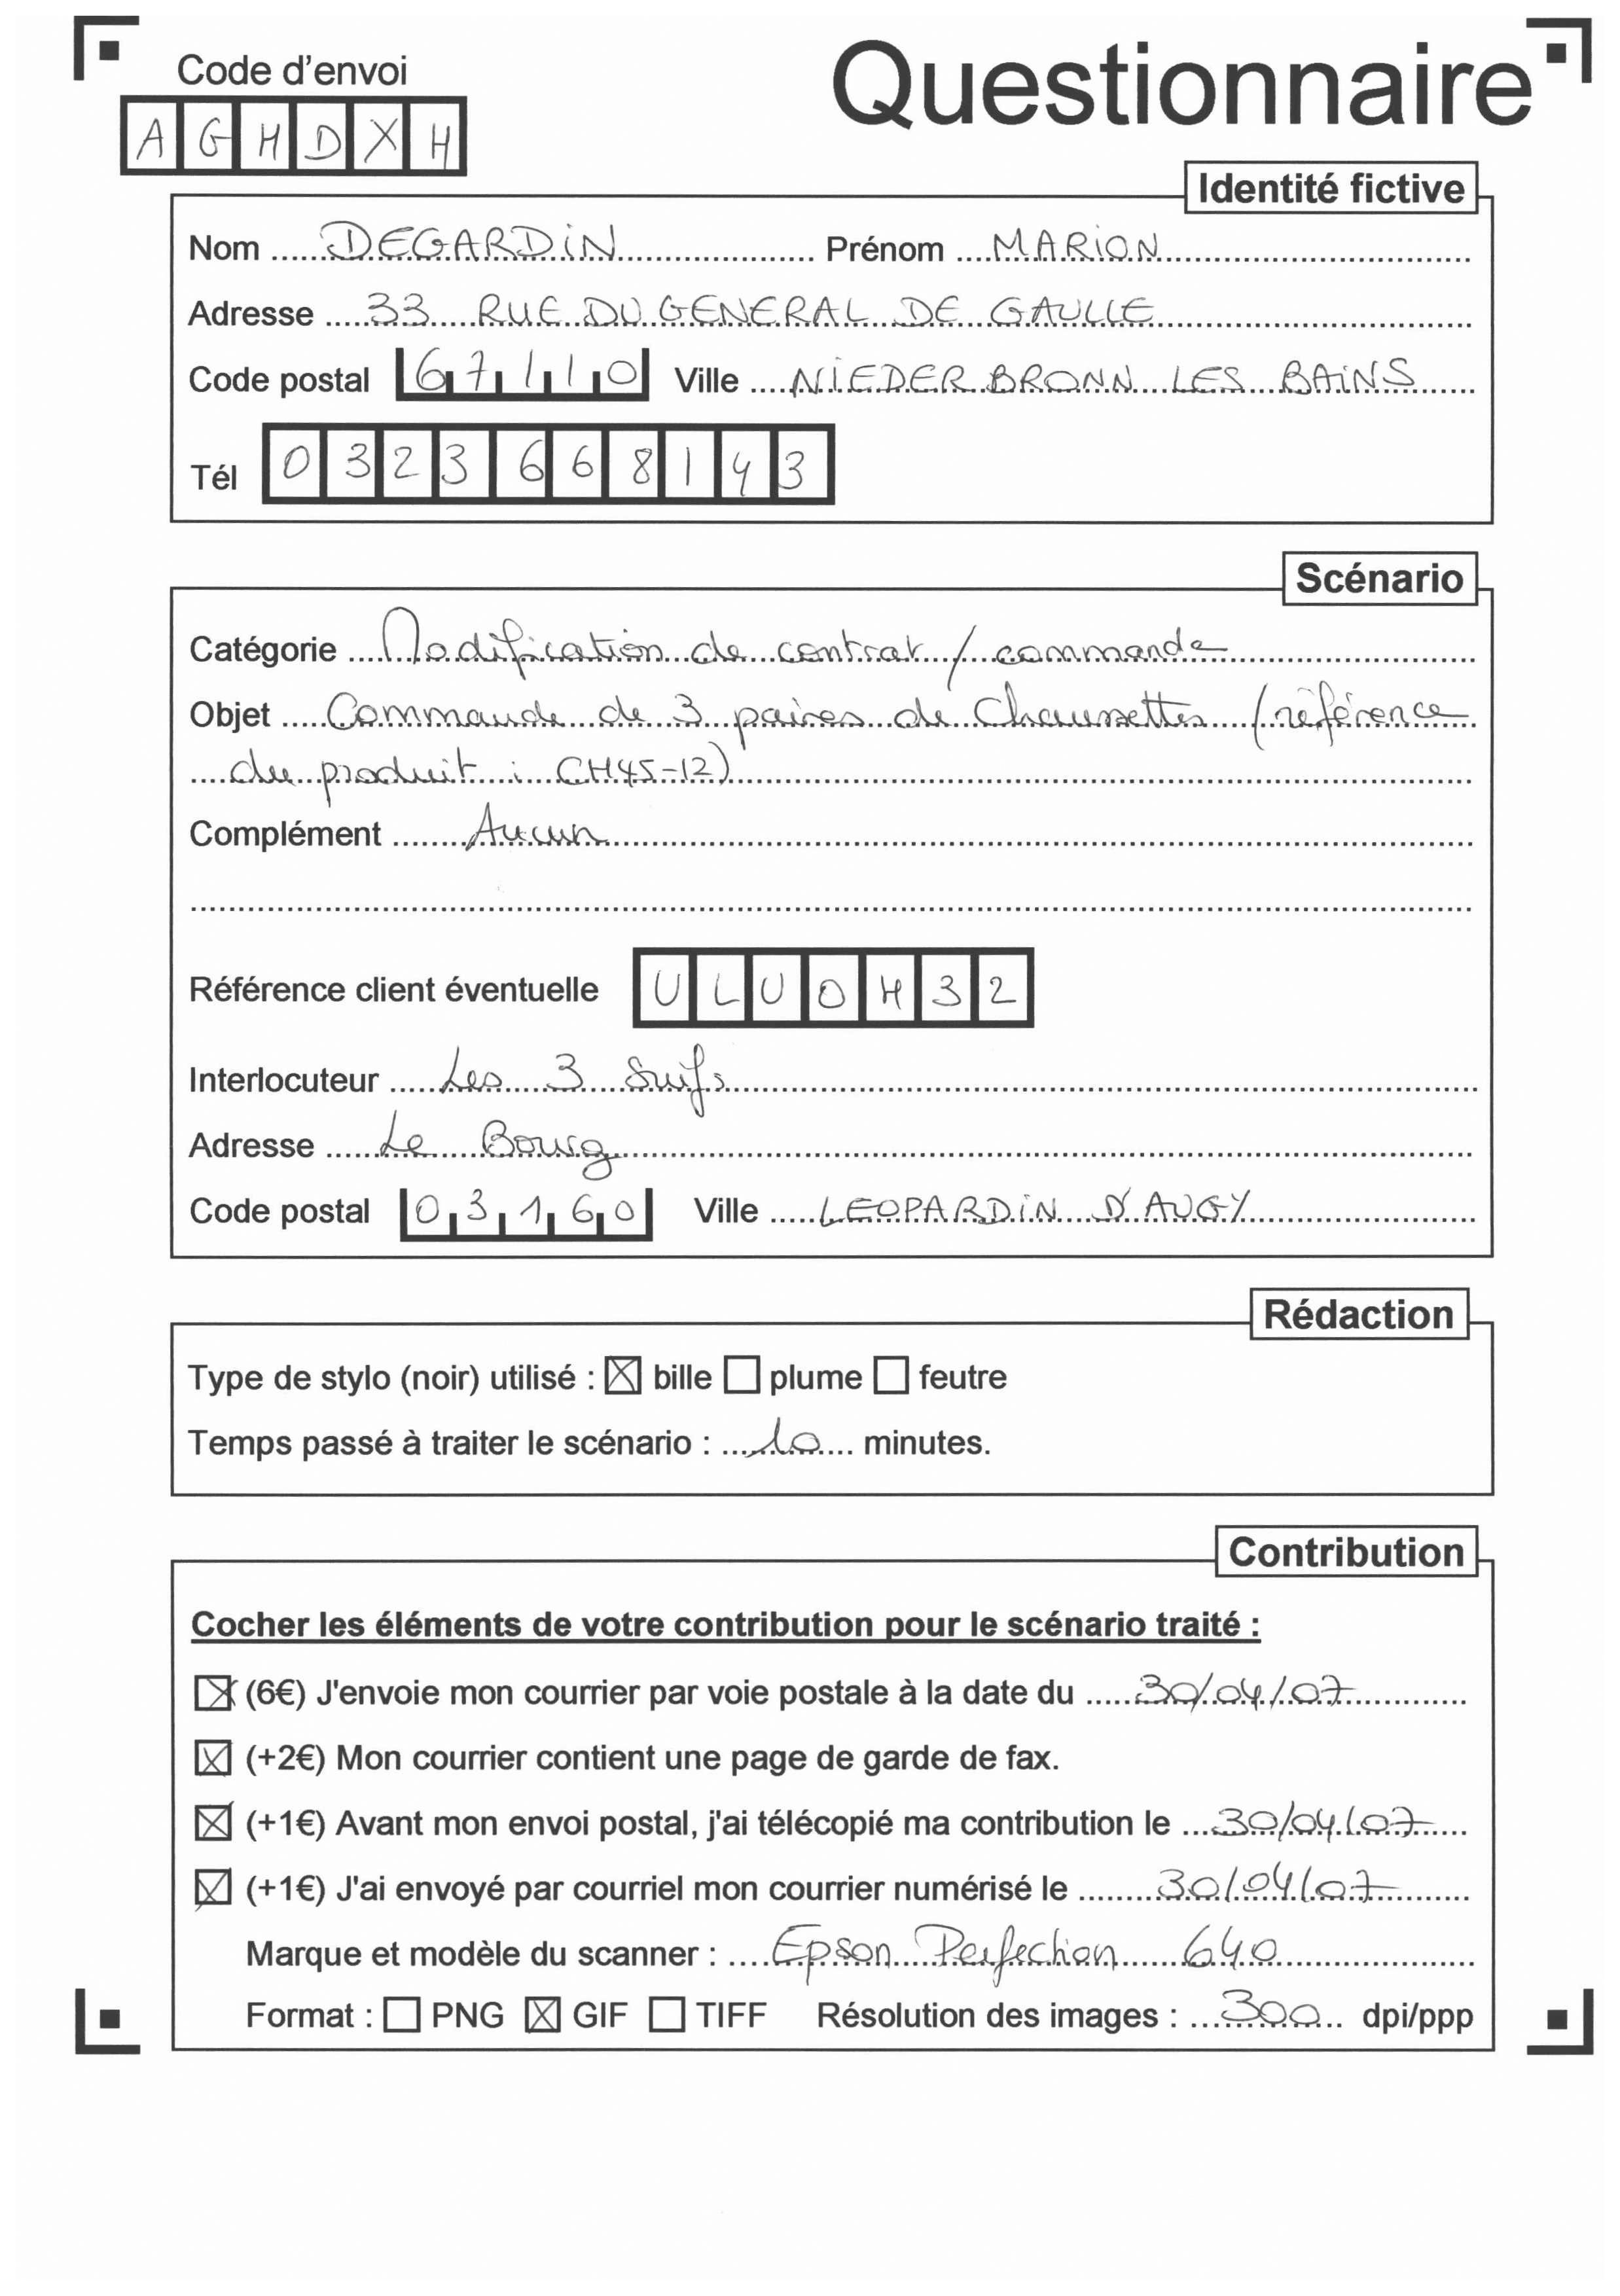 Code d'envoi
Questionnaire
A G H D X H
Identité fictive
Nom DEGARDIN Prénom MARION
Adresse 33 RUE DU GENERAL DE GAULLE
Code postal 67110 Ville NIEDERBRONN LES BAINS
Tél 0323668143
Scénario
Catégorie Modification de contrat / commande
Objet Commande de 3 paires de Chaussettes (référence
du produit : CH45-12)
Complément Aucun
Référence client éventuelle ULU0H32
Interlocuteur Les 3 Suifs
Adresse Le Bourg
Code postal 03160 Ville LEOPARDIN D'AUGY
Rédaction
Type de stylo (noir) utilisé : ☒ bille ☐ plume ☐ feutre
Temps passé à traiter le scénario : 10 minutes.
Contribution
Cocher les éléments de votre contribution pour le scénario traité :
☒ (6€) J'envoie mon courrier par voie postale à la date du 30/04/07
☒ (+2€) Mon courrier contient une page de garde de fax.
☒ (+1€) Avant mon envoi postal, j'ai télécopié ma contribution le 30/04/07
☒ (+1€) J'ai envoyé par courriel mon courrier numérisé le 30/04/07
Marque et modèle du scanner : Epson Perfection 640
Format : ☐ PNG ☒ GIF ☐ TIFF Résolution des images : 300 dpi/ppp